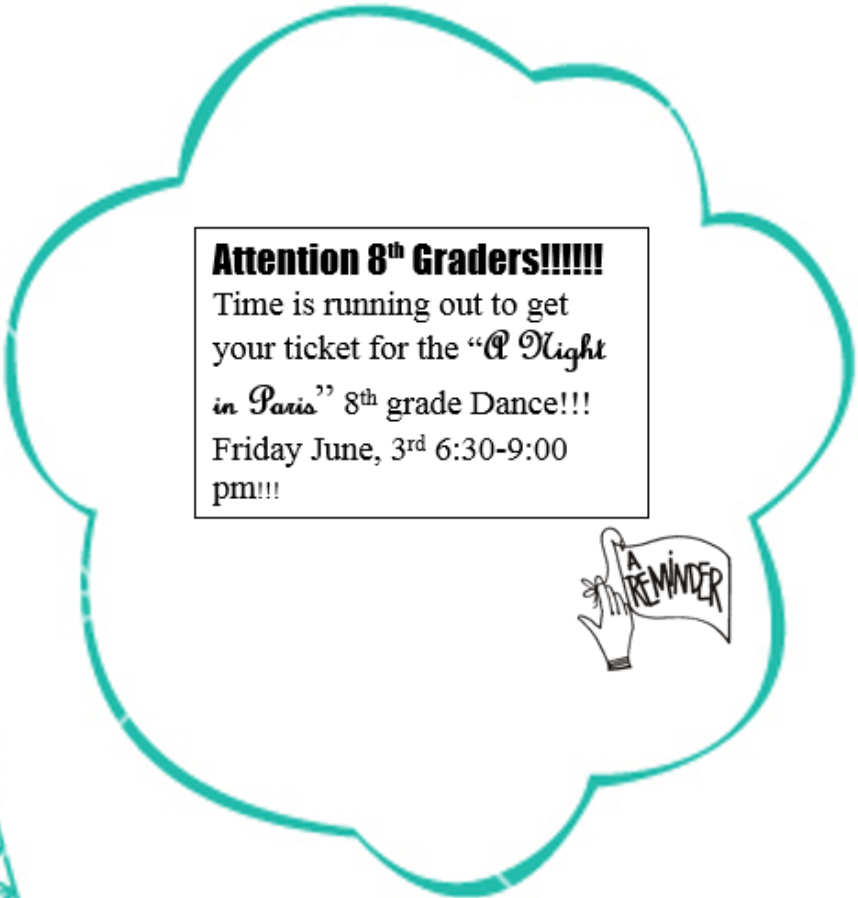 Attention 8th Graders!!!!!!
Time is running out to get
your ticket for the “A Night
in Paris” 8th grade Dance!!!
Friday June, 3rd 6:30-9:00
pm!!!
A
REMINDER